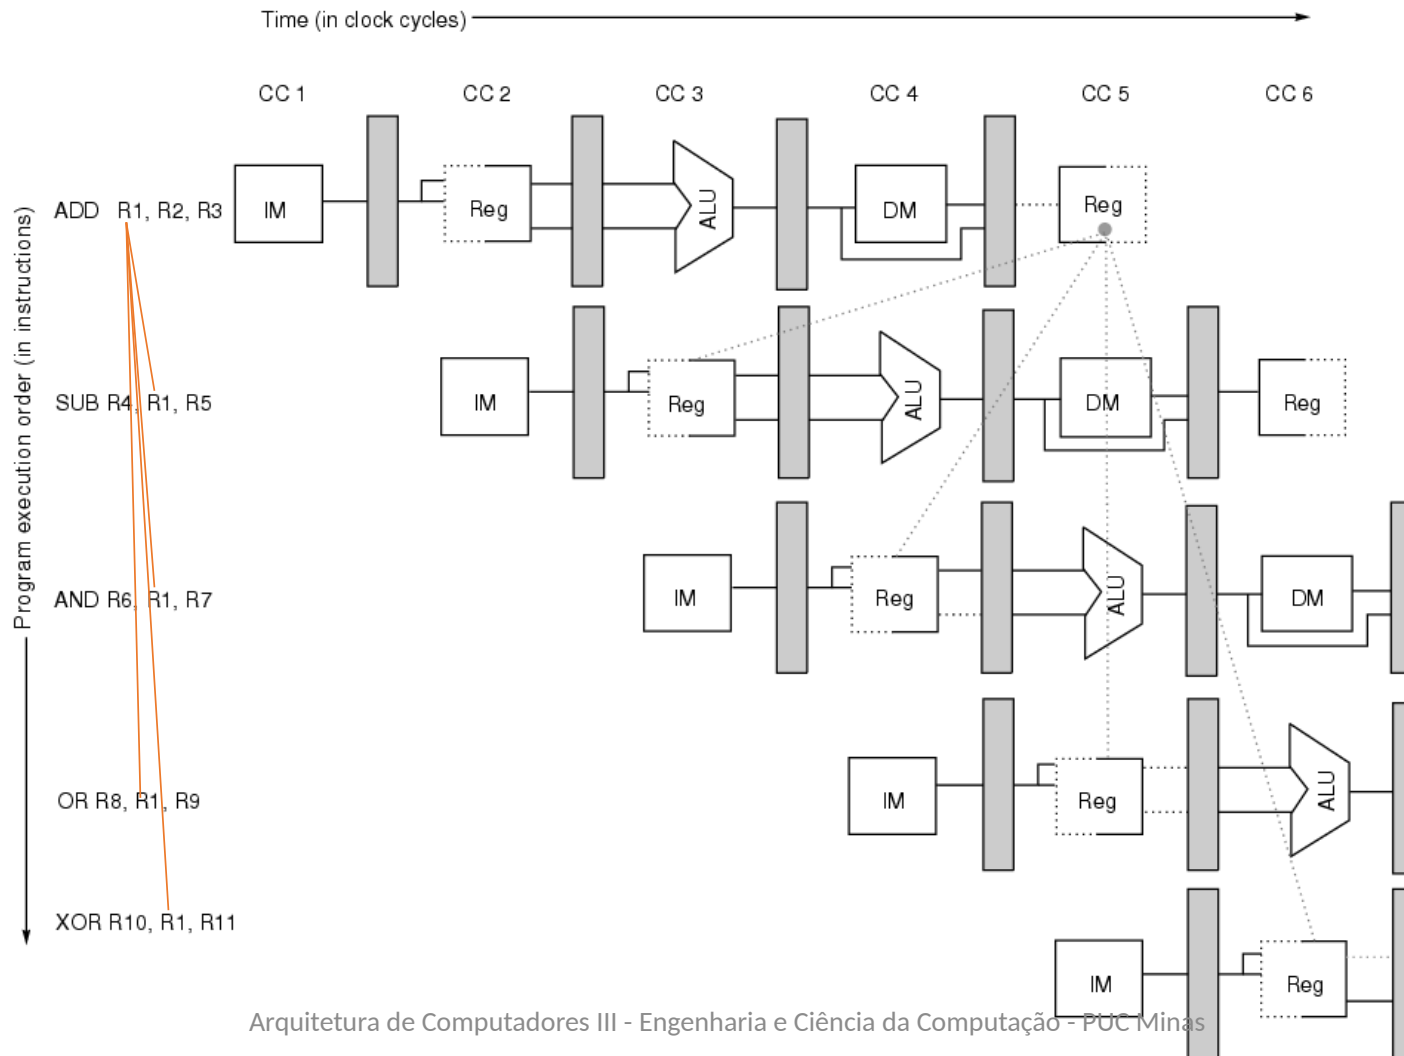 Time (in clock cycles)
CC 1 CC 2 CC 3 CC 4 CC 5 CC 6
Program execution order (in instructions)
ADD R1, R2, R3 IM Reg ALU DM Reg
SUB R4, R1, R5 IM Reg ALU DM Reg
AND R6, R1, R7 IM Reg ALU DM
OR R8, R1, R9 IM Reg ALU
XOR R10, R1, R11
IM Reg
Arquitetura de Computadores III - Engenharia e Ciência da Computação - PUC Minas